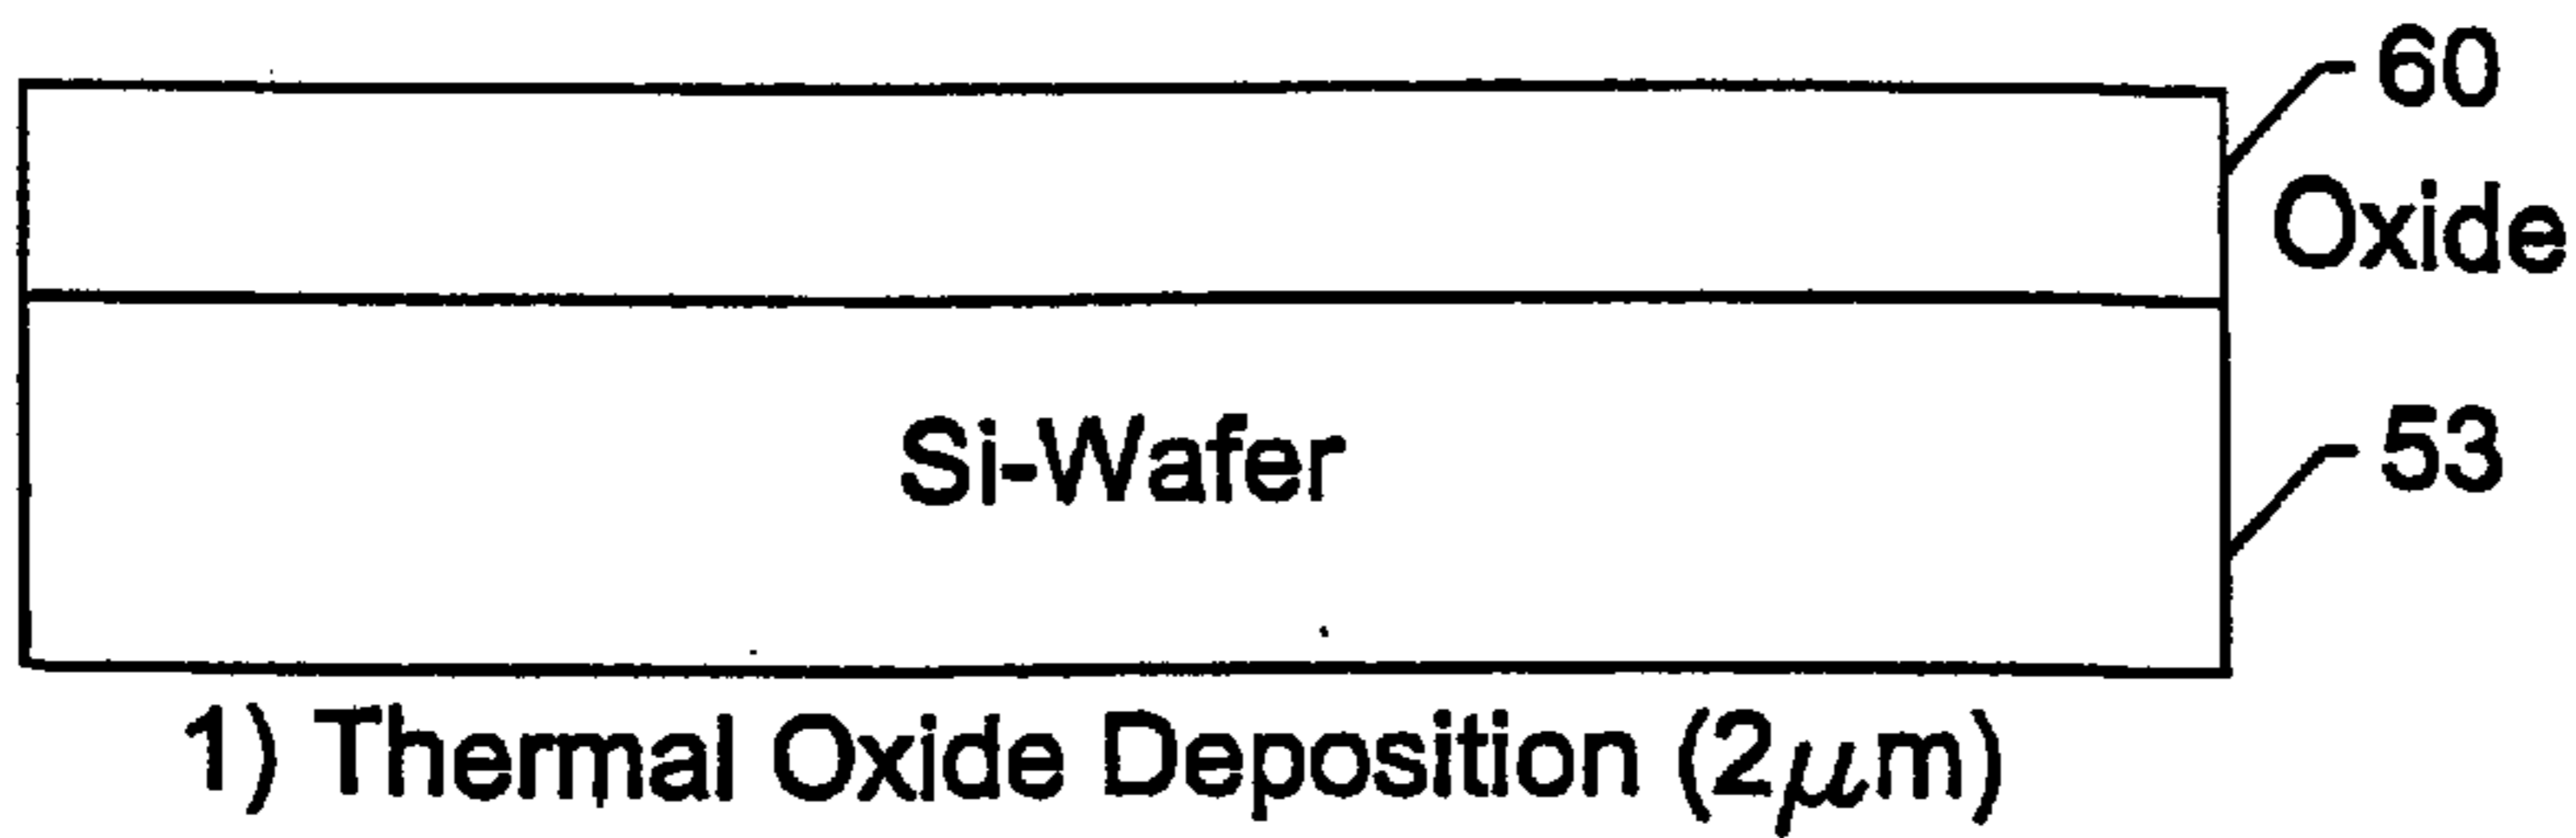 60
Oxide
Si-Wafer
53
1) Thermal Oxide Deposition (2μm)